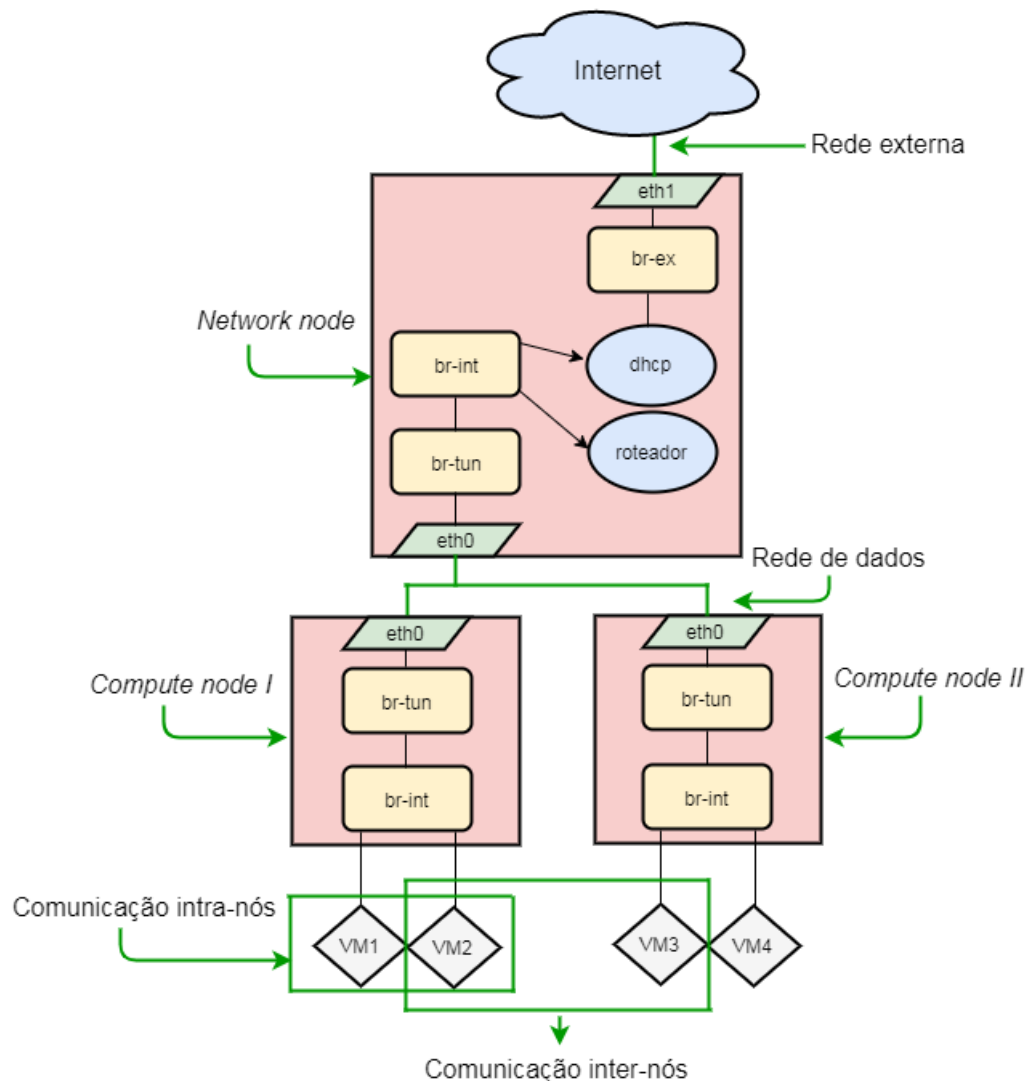 Internet
Rede externa
eth1
br-ex
Network node
br-int
dhcp
br-tun
roteador
eth0
Rede de dados
eth0
eth0
Compute node I
br-tun
br-tun
Compute node II
br-int
br-int
Comunicação intra-nós
VM1
VM2
VM3
VM4
Comunicação inter-nós